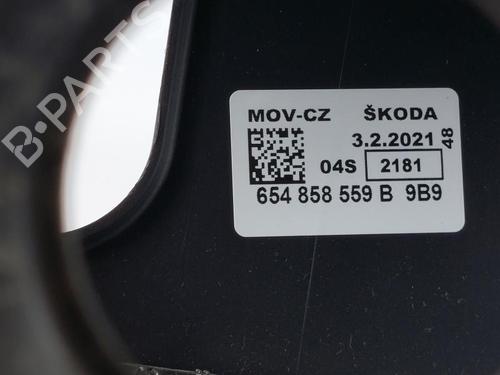 B-PARTS
MOV-CZ ŠKODA
3.2.2021 48
04S 2181
654 858 559 B 9B9